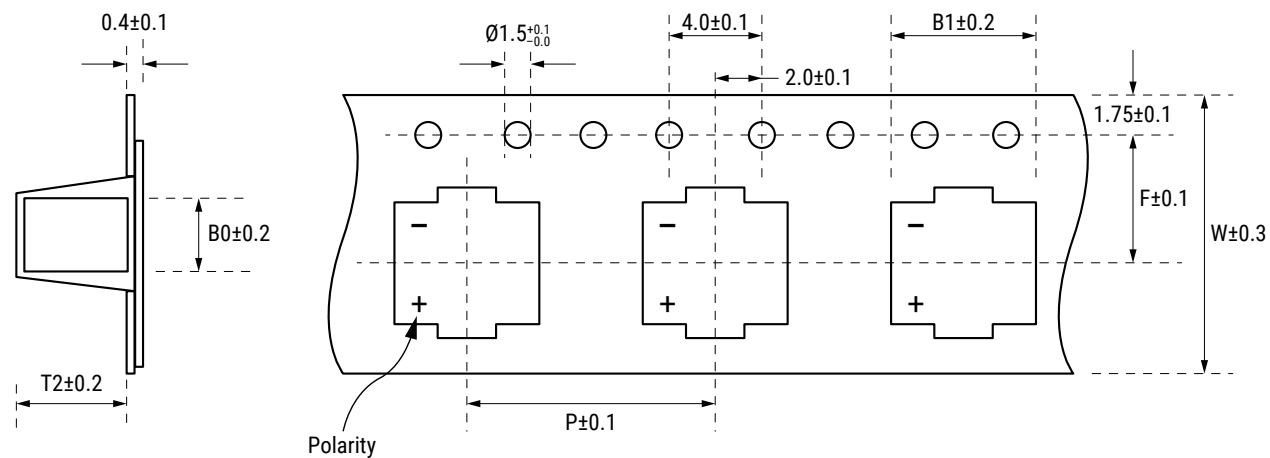 0.4±0.1
Ø1.5+0.1
−0.0
4.0±0.1
B1±0.2
2.0±0.1
1.75±0.1
F±0.1
W±0.3
B0±0.2
T2±0.2
− − −
+ + +
P±0.1
Polarity